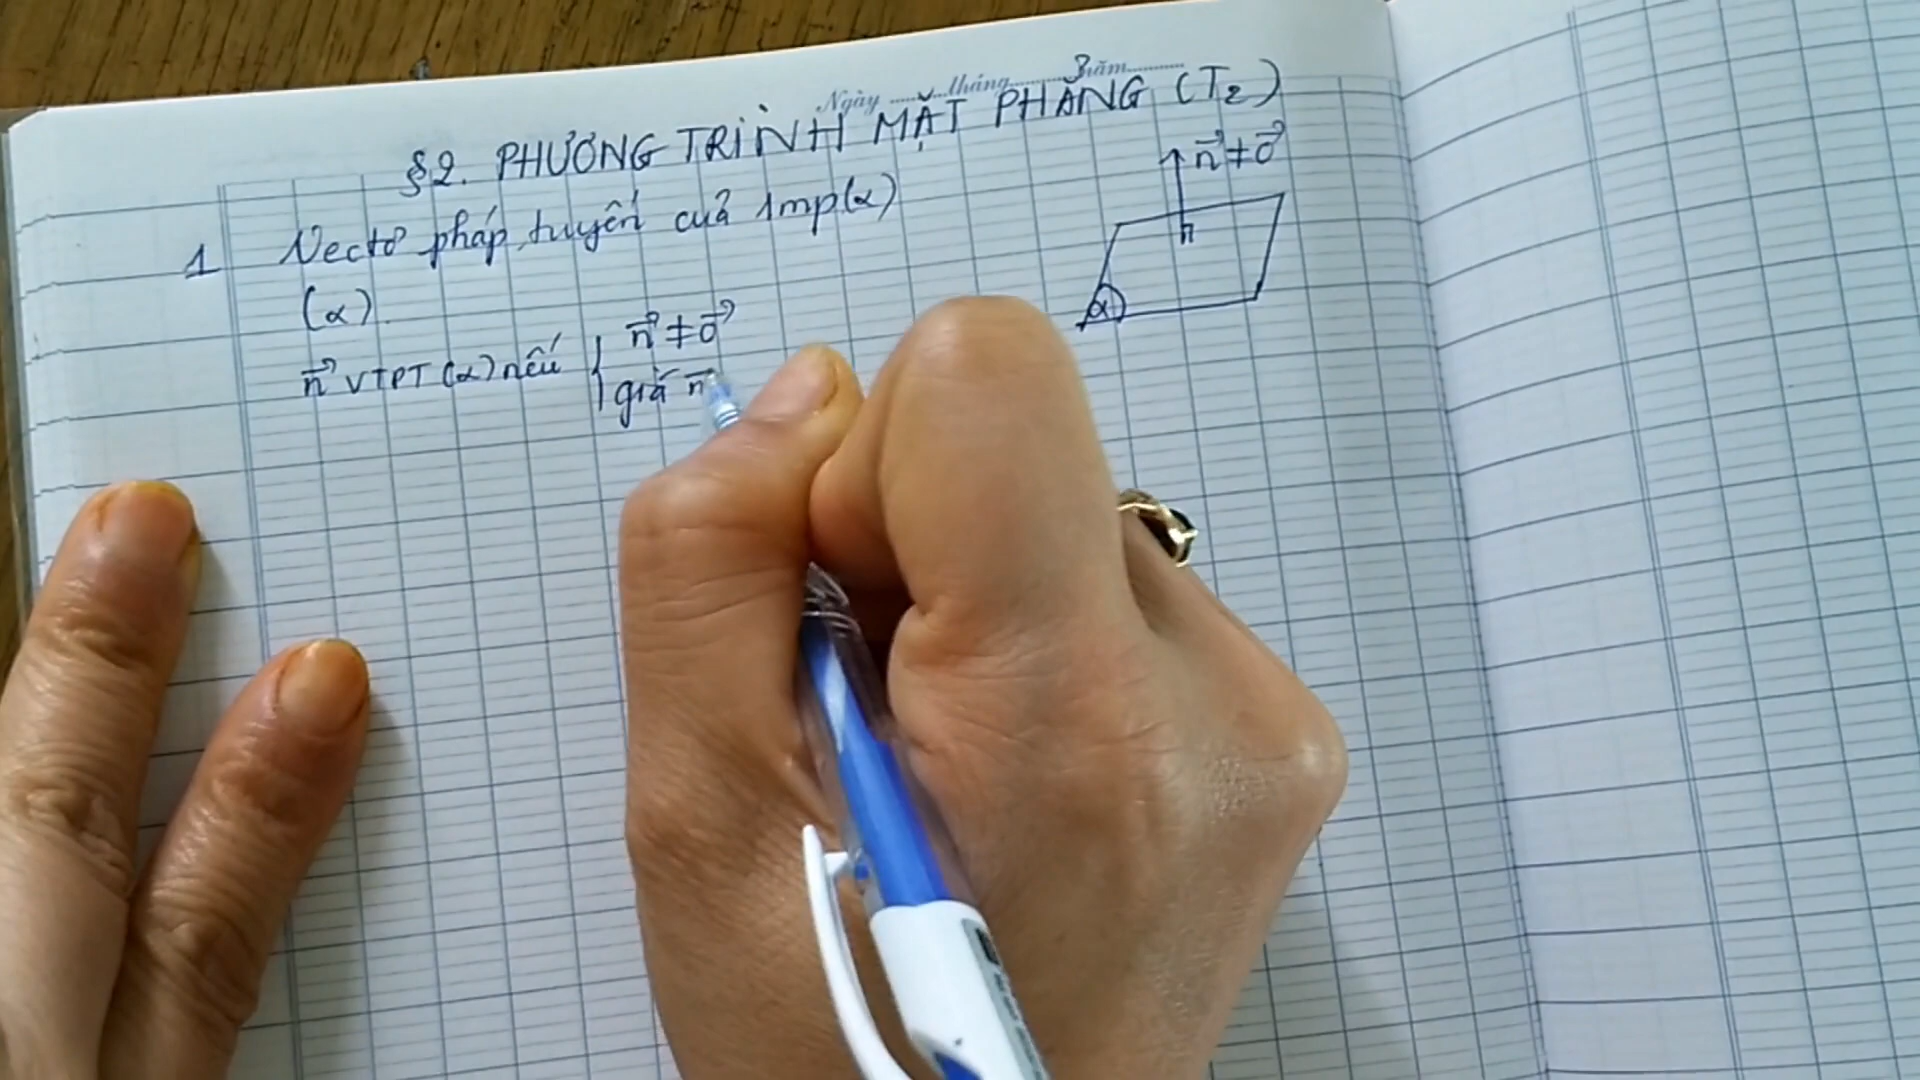 Ngày ........ tháng ........ năm ........
§2. PHƯƠNG TRÌNH MẶT PHẲNG (T2)
n⃗ ≠ 0⃗
1 Vectơ pháp tuyến của 1mp(α)
n
(α)
α
n⃗ VTPT (α) nếu { n⃗ ≠ 0⃗
giá n⃗